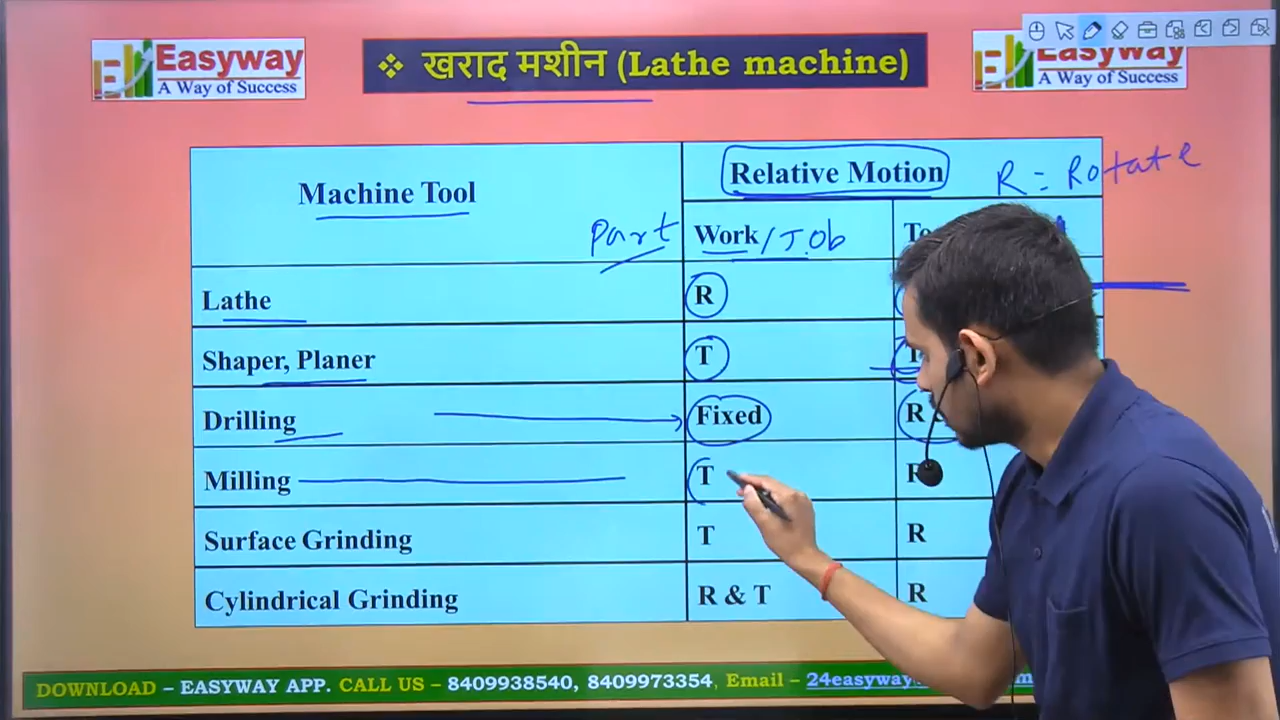 Easyway
A Way of Success
❖ खराद मशीन (Lathe machine)
Easyway
A Way of Success
Machine Tool
Relative Motion
R = Rotate
Part
Work / Job
Lathe
R
Shaper, Planer
T
Drilling
Fixed
R
Milling
T
R
Surface Grinding
T
R
Cylindrical Grinding
R & T
R
DOWNLOAD – EASYWAY APP. CALL US – 8409938540, 8409973354, Email –